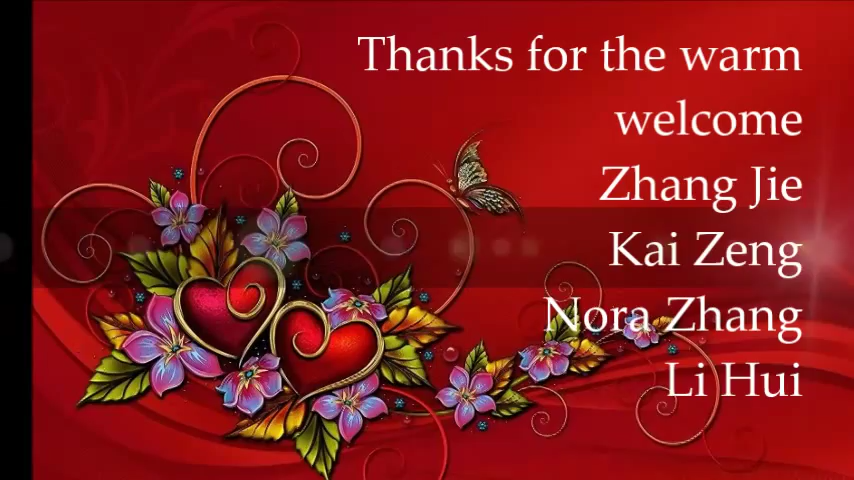 Thanks for the warm
welcome
Zhang Jie
Kai Zeng
Nora Zhang
Li Hui